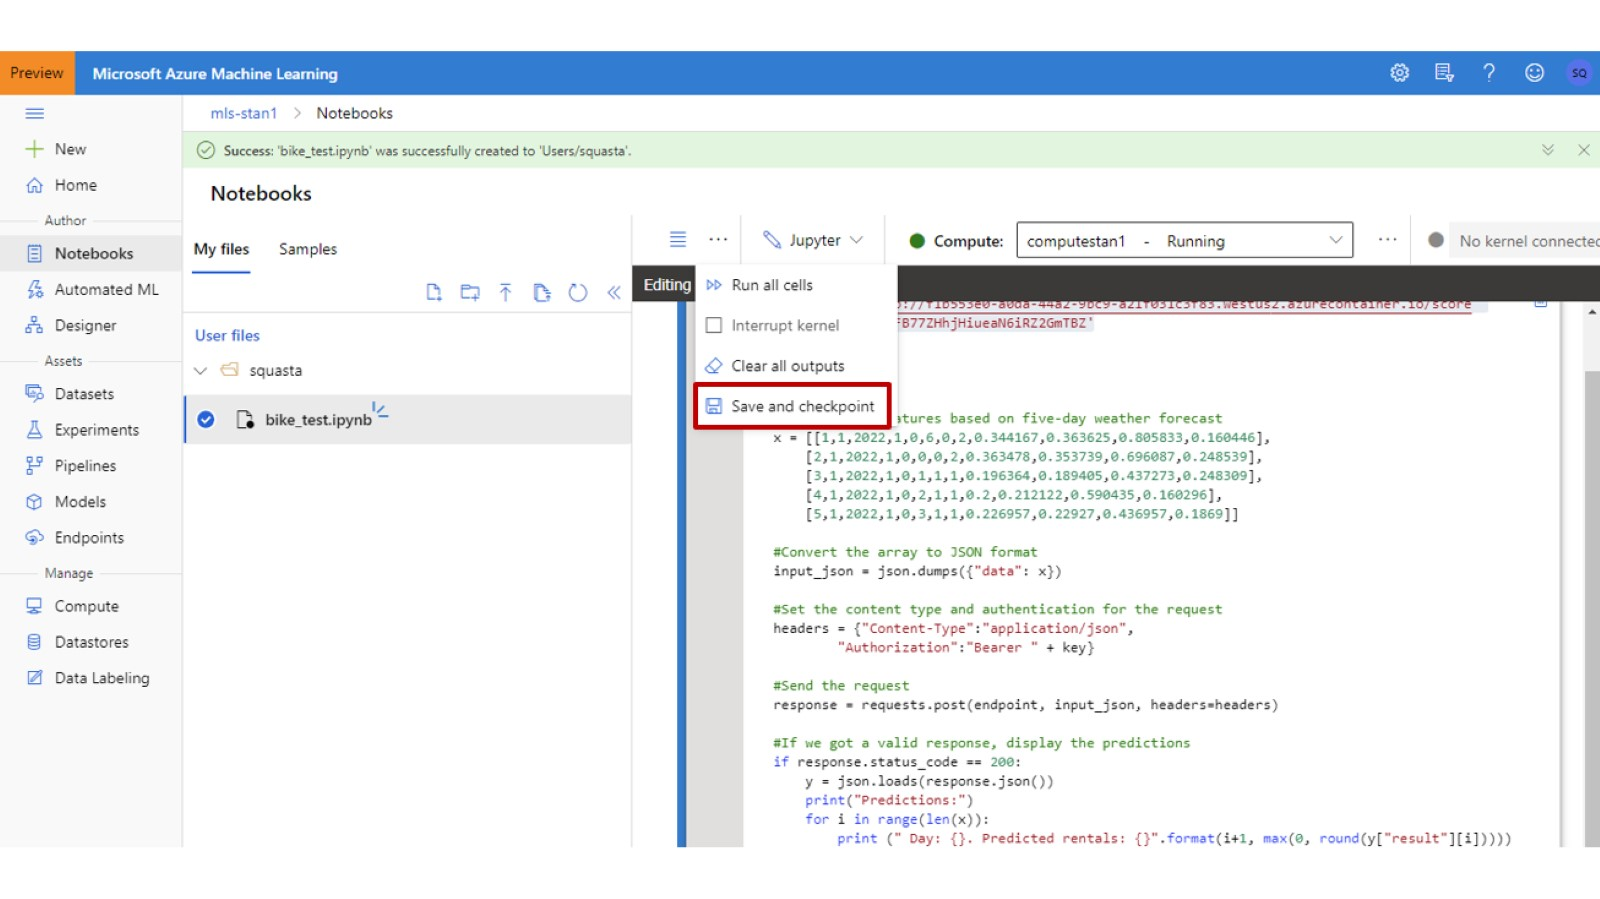 Preview
Microsoft Azure Machine Learning
SQ
mls-stan1 > Notebooks
Success: 'bike_test.ipynb' was successfully created to 'Users/squasta'.
New
Home
Author
Notebooks
Automated ML
Designer
Assets
Datasets
Experiments
Pipelines
Models
Endpoints
Manage
Compute
Datastores
Data Labeling
Notebooks
My files
Samples
User files
squasta
bike_test.ipynb
Jupyter
Compute:
computestan1 - Running
No kernel connected
Editing
Run all cells
Interrupt kernel
Clear all outputs
Save and checkpoint
://f1b553e0-a0da-44a2-9bc9-a21f031c3f83.westus2.azurecontainer.io/score
FB77ZHhjHiueaN6iRZ2GmTBZ'
atures based on five-day weather forecast
x = [[1,1,2022,1,0,6,0,2,0.344167,0.363625,0.805833,0.160446],
[2,1,2022,1,0,0,0,2,0.363478,0.353739,0.696087,0.248539],
[3,1,2022,1,0,1,1,1,0.196364,0.189405,0.437273,0.248309],
[4,1,2022,1,0,2,1,1,0.2,0.212122,0.590435,0.160296],
[5,1,2022,1,0,3,1,1,0.226957,0.22927,0.436957,0.1869]]
#Convert the array to JSON format
input_json = json.dumps({"data": x})
#Set the content type and authentication for the request
headers = {"Content-Type":"application/json",
"Authorization":"Bearer " + key}
#Send the request
response = requests.post(endpoint, input_json, headers=headers)
#If we got a valid response, display the predictions
if response.status_code == 200:
y = json.loads(response.json())
print("Predictions:")
for i in range(len(x)):
print (" Day: {}. Predicted rentals: {}".format(i+1, max(0, round(y["result"][i]))))